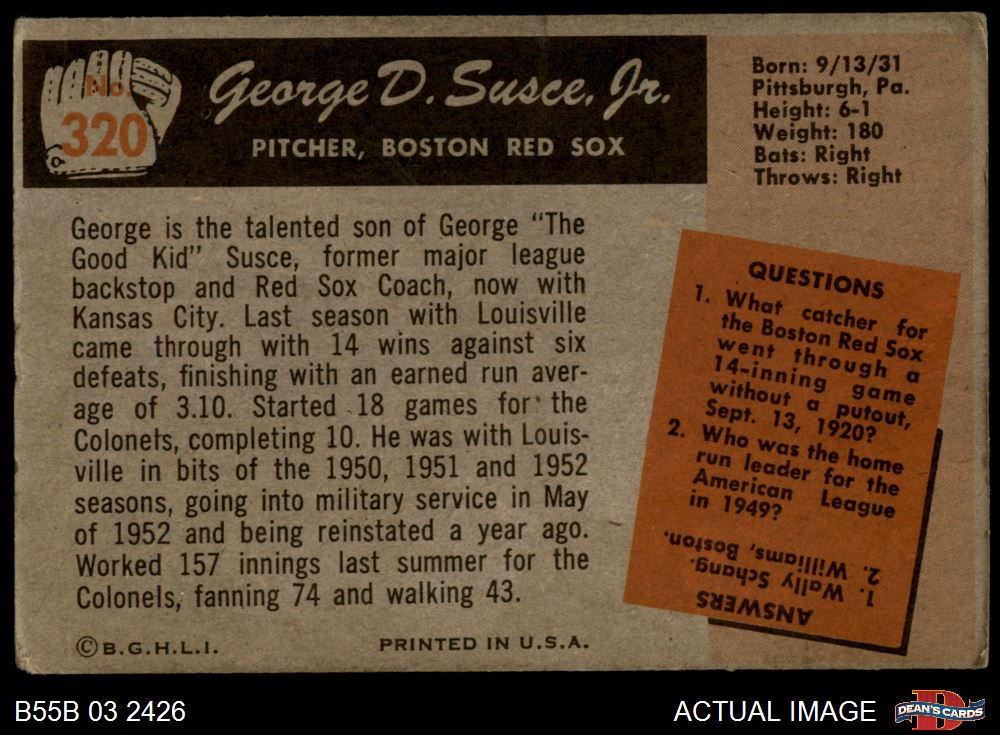 No.
320
George D. Susce, Jr.
PITCHER, BOSTON RED SOX
Born: 9/13/31
Pittsburgh, Pa.
Height: 6-1
Weight: 180
Bats: Right
Throws: Right
George is the talented son of George "The
Good Kid" Susce, former major league
backstop and Red Sox Coach, now with
Kansas City. Last season with Louisville
came through with 14 wins against six
defeats, finishing with an earned run aver-
age of 3.10. Started 18 games for the
Colonels, completing 10. He was with Louis-
ville in bits of the 1950, 1951 and 1952
seasons, going into military service in May
of 1952 and being reinstated a year ago.
Worked 157 innings last summer for the
Colonels, fanning 74 and walking 43.
QUESTIONS
1. What catcher for
the Boston Red Sox
went through a
14-inning game
without a putout,
Sept. 13, 1920?
2. Who was the home
run leader for the
American League
in 1949?
ANSWERS
1. Wally Schang.
2. Williams, Boston.
©B.G.H.L.I.
PRINTED IN U.S.A.
B55B 03 2426
ACTUAL IMAGE
D
DEAN'S CARDS